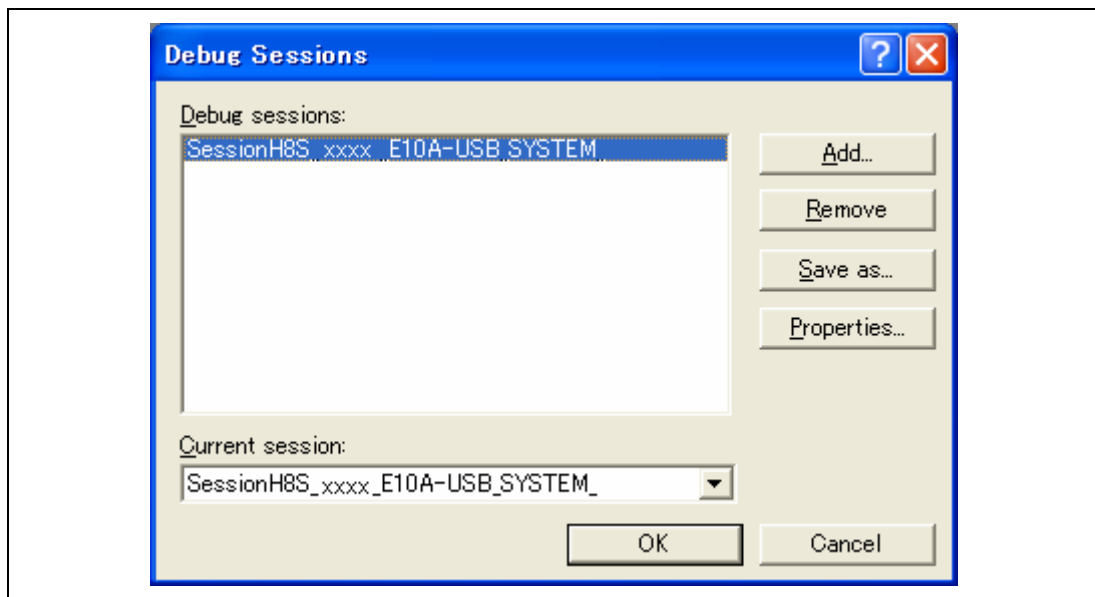 Debug Sessions
Debug sessions:
SessionH8S_xxxx_E10A-USB_SYSTEM_
Add...
Remove
Save as...
Properties...
Current session:
SessionH8S_xxxx_E10A-USB_SYSTEM_
OK
Cancel